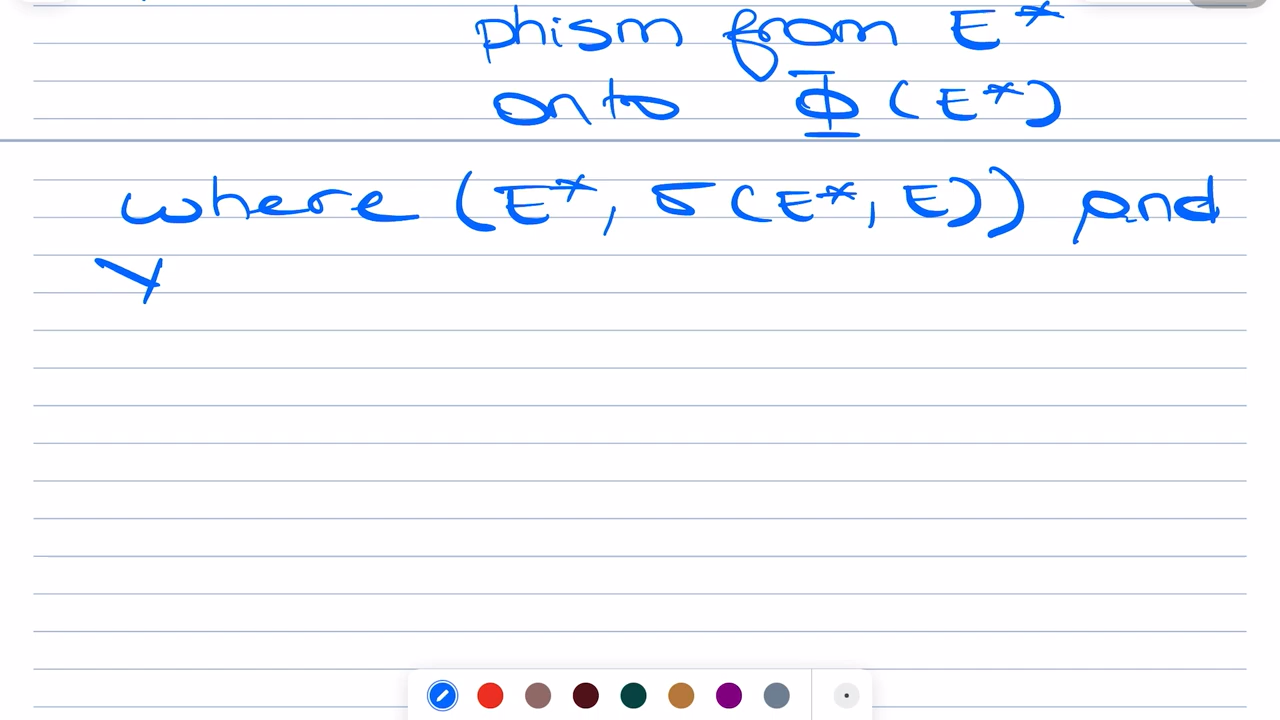 phism from E*
onto Φ(E*)
where (E*, σ(E*, E)) and
Y